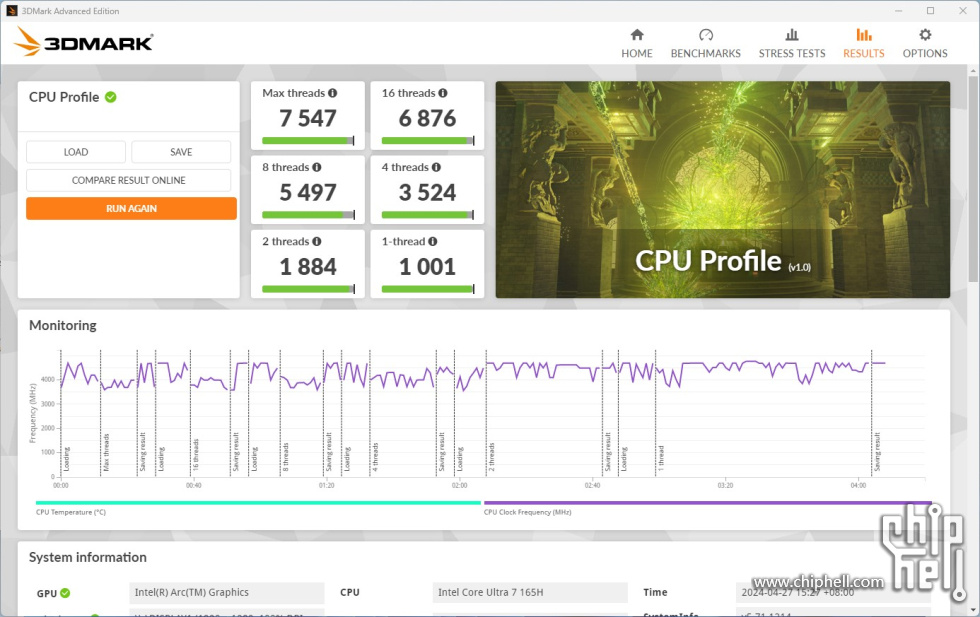 3DMark Advanced Edition
3DMARK
HOME BENCHMARKS STRESS TESTS RESULTS OPTIONS
CPU Profile
LOAD SAVE
COMPARE RESULT ONLINE
RUN AGAIN
Max threads
7 547
16 threads
6 876
8 threads
5 497
4 threads
3 524
2 threads
1 884
1-thread
1 001
CPU Profile (v1.0)
Monitoring
Frequency (MHz)
4000
3000
2000
1000
0
Loading
Max threads
Saving result
Loading
16 threads
Saving result
Loading
8 threads
Saving result
Loading
4 threads
Saving result
Loading
2 threads
Saving result
Loading
1 thread
Saving result
00:00 00:40 01:20 02:00 02:40 03:20 04:00
CPU Temperature (°C) CPU Clock Frequency (MHz)
System information
GPU Intel(R) Arc(TM) Graphics CPU Intel Core Ultra 7 165H Time 2024-04-27 15:27 +08:00
SystemInfo v5.71.1214
chip
hell
www.chiphell.com